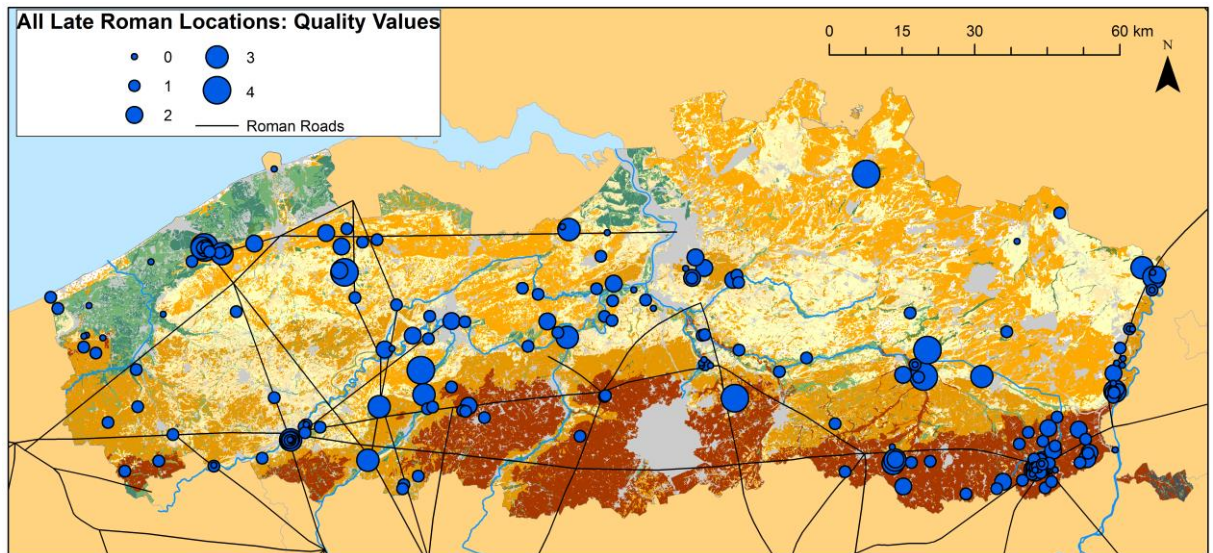 All Late Roman Locations: Quality Values
0 3
1 4
2 Roman Roads
0 15 30 60 km
N